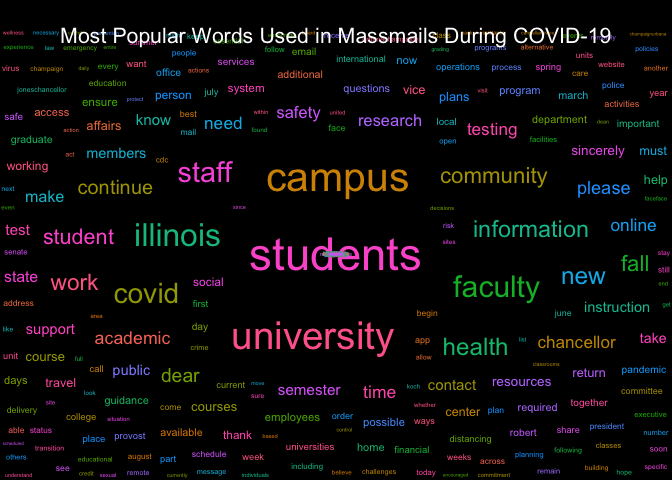 Most Popular Words Used in Massmails During COVID-19
wellness necessary
experience law emergency entire people follow email grading programs alternative units policies
virus champaign daily every want office actions services additional international now operations process spring care website another
joneschancellor education person july system questions vice plans visit program march police year
safe access ensure protect best within united local activities
graduate action affairs know mail need found safety face research open testing department dean important
facilities
working act members cdc staff campus community sincerely must
next make continue please help
even since decisions faceface
test student illinois risk information online
senate students sites stay
state work social faculty new fall still
end
address covid first instruction get
area begin june
like support academic day university app health list chancellor take
unit course full crime allow
days call public dear current move koch contact classrooms resources return pandemic
travel look sure semester time committee
delivery site guidance come courses whether center plan required together
college situation employees order possible ways executive
able status available thank control robert share president number
scheduled place provost based distancing
others transition universities home financial planning following classes soon
see educational august part schedule week including weeks across
understand credit sexual remote currently message individuals believe challenges today encouraged commitment remain building hope specific
champaignurbana